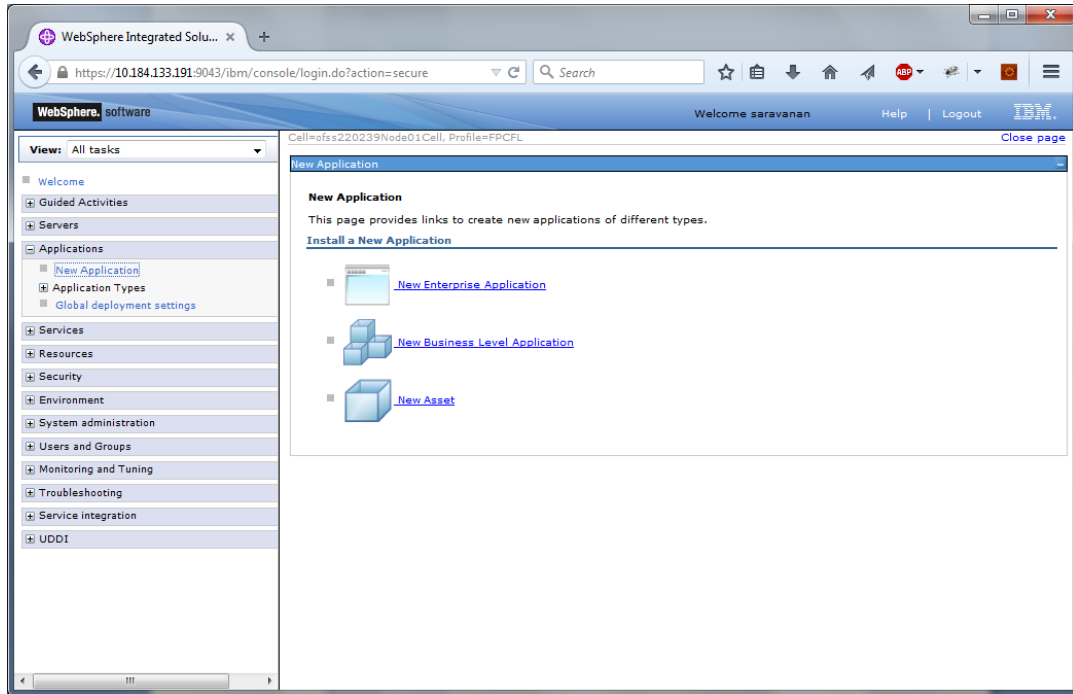 WebSphere Integrated Solu...
https://10.184.133.191:9043/ibm/console/login.do?action=secure
Search
ABP
WebSphere. software
Welcome saravanan
Help | Logout
IBM.
Cell=ofss220239Node01Cell, Profile=FPCFL
Close page
View: All tasks
Welcome
Guided Activities
Servers
Applications
New Application
Application Types
Global deployment settings
Services
Resources
Security
Environment
System administration
Users and Groups
Monitoring and Tuning
Troubleshooting
Service integration
UDDI
New Application
New Application
This page provides links to create new applications of different types.
Install a New Application
New Enterprise Application
New Business Level Application
New Asset